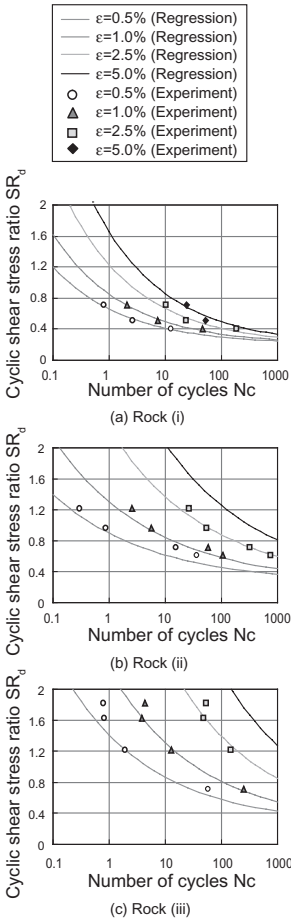 ε=0.5% (Regression)
ε=1.0% (Regression)
ε=2.5% (Regression)
ε=5.0% (Regression)
ε=0.5% (Experiment)
ε=1.0% (Experiment)
ε=2.5% (Experiment)
ε=5.0% (Experiment)
Cyclic shear stress ratio SRd
2
1.6
1.2
0.8
0.4
0
0.1 1 10 100 1000
Number of cycles Nc
(a) Rock (i)
Cyclic shear stress ratio SRd
2
1.6
1.2
0.8
0.4
0
0.1 1 10 100 1000
Number of cycles Nc
(b) Rock (ii)
Cyclic shear stress ratio SRd
2
1.6
1.2
0.8
0.4
0
0.1 1 10 100 1000
Number of cycles Nc
(c) Rock (iii)